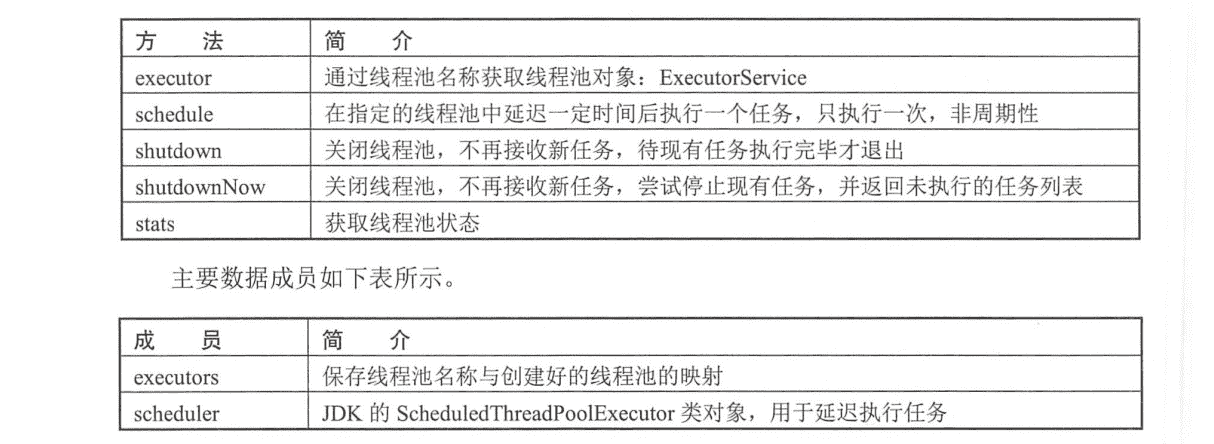 方 法 简 介
executor 通过线程池名称获取线程池对象：ExecutorService
schedule 在指定的线程池中延迟一定时间后执行一个任务，只执行一次，非周期性
shutdown 关闭线程池，不再接收新任务，待现有任务执行完毕才退出
shutdownNow 关闭线程池，不再接收新任务，尝试停止现有任务，并返回未执行的任务列表
stats 获取线程池状态
主要数据成员如下表所示。
成 员 简 介
executors 保存线程池名称与创建好的线程池的映射
scheduler JDK 的 ScheduledThreadPoolExecutor 类对象，用于延迟执行任务